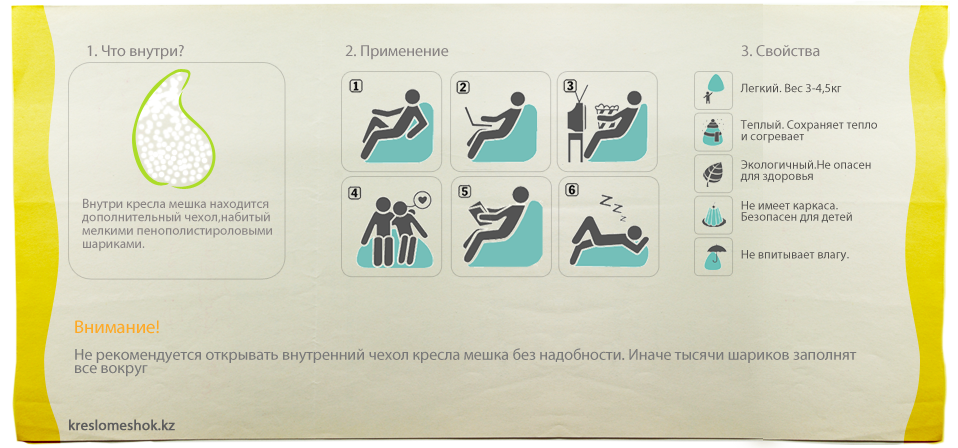 1. Что внутри?
Внутри кресла мешка находится
дополнительный чехол,набитый
мелкими пенополистироловыми
шариками.
2. Применение
1
2
3
4
5
6
Z Z Z
3. Свойства
Легкий. Вес 3-4,5кг
Теплый. Сохраняет тепло
и согревает
Экологичный.Не опасен
для здоровья
Не имеет каркаса.
Безопасен для детей
Не впитывает влагу.
Внимание!
Не рекомендуется открывать внутренний чехол кресла мешка без надобности. Иначе тысячи шариков заполнят
все вокруг
kreslomeshok.kz